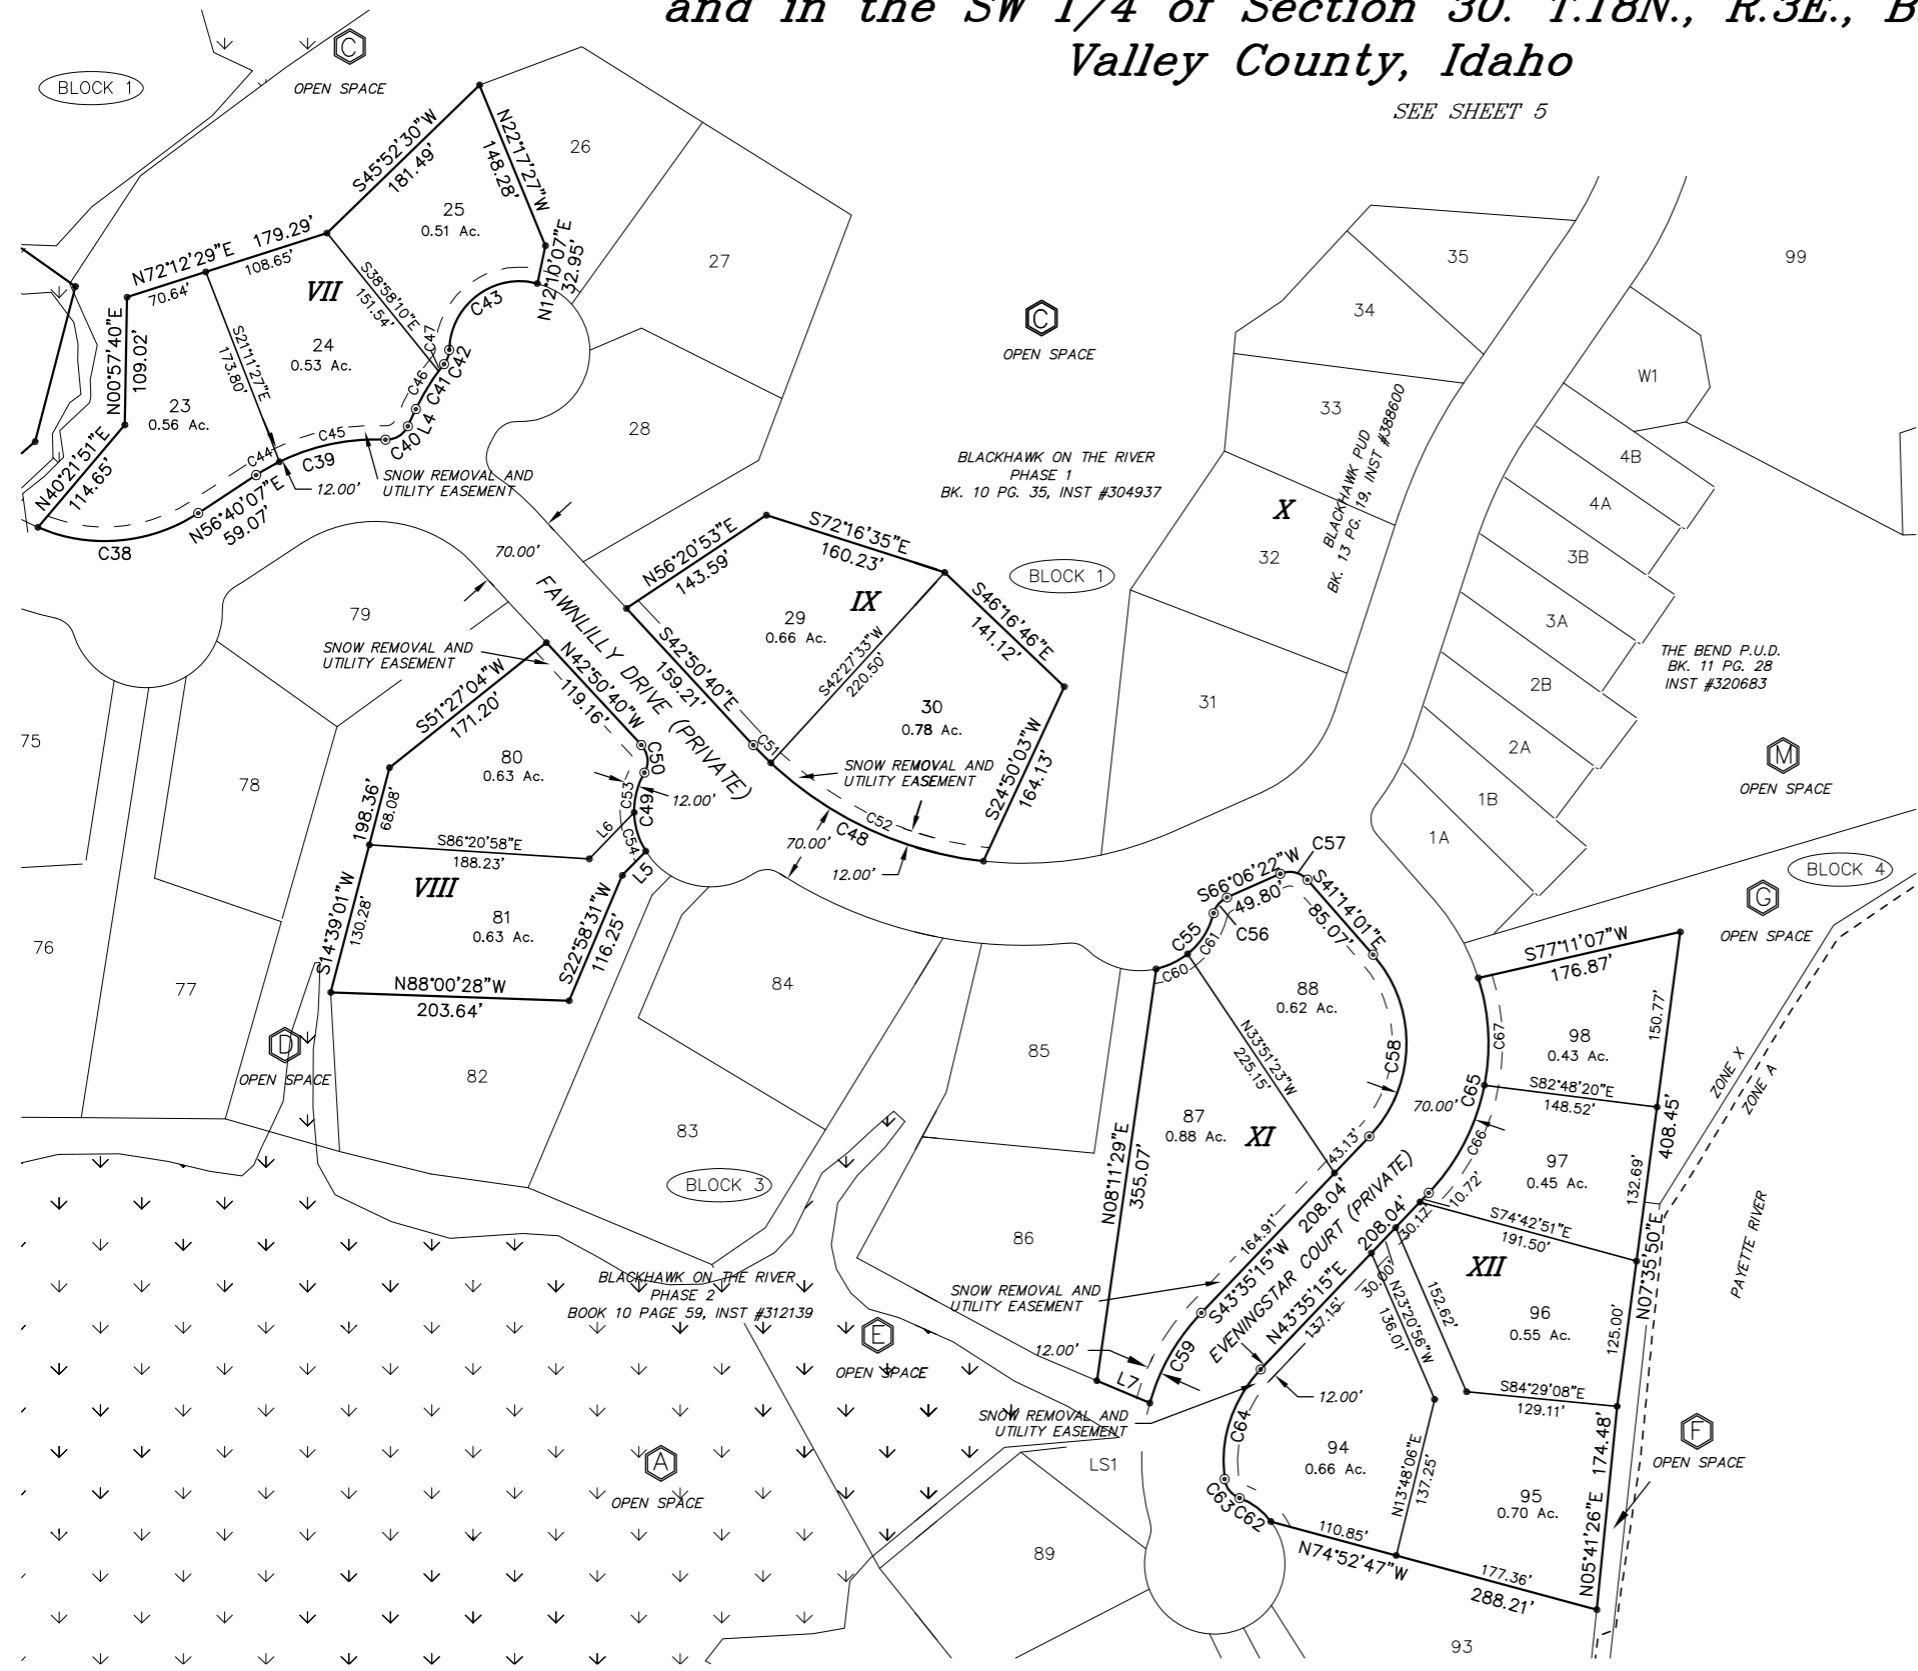 and in the SW 1/4 of Section 30. T.18N., R.3E., B
Valley County, Idaho
SEE SHEET 5
BLOCK 1
C
OPEN SPACE
S45°52'30"W
181.49'
N22°17'27"W
148.28'
26
25
0.51 Ac.
N12°10'07"E
32.95'
27
N72°12'29"E 179.29'
70.64'
108.65'
VII
S38°58'10"E
151.54'
C43
C47
C42
C46
C41
L4
C40
N00°57'40"E
109.02'
S21°11'27"E
173.80'
24
0.53 Ac.
23
0.56 Ac.
N40°21'51"E
114.65'
C44
C45
C39
12.00'
SNOW REMOVAL AND
UTILITY EASEMENT
N56°40'07"E
59.07'
C38
28
C
OPEN SPACE
35
34
33
99
W1
4B
4A
3B
3A
2B
2A
1B
1A
BLACKHAWK ON THE RIVER
PHASE 1
BK. 10 PG. 35, INST #304937
X
32
BLACKHAWK PUD
BK. 13 PG. 19, INST #388600
BLOCK 1
31
THE BEND P.U.D.
BK. 11 PG. 28
INST #320683
M
OPEN SPACE
70.00'
FAWNLILLY DRIVE (PRIVATE)
N56°20'53"E
143.59'
S72°16'35"E
160.23'
IX
29
0.66 Ac.
S46°16'46"E
141.12'
S42°27'33"W
220.50'
S42°50'40"E
159.21'
C51
30
0.78 Ac.
SNOW REMOVAL AND
UTILITY EASEMENT
S24°50'03"W
164.13'
C52
C48
70.00'
12.00'
79
SNOW REMOVAL AND
UTILITY EASEMENT
S51°27'04"W
171.20'
N42°50'40"W
119.16'
C50
80
0.63 Ac.
C53
C49
12.00'
198.36'
68.08'
L6
C54
L5
S86°20'58"E
188.23'
VIII
S14°39'01"W
130.28'
81
0.63 Ac.
S22°58'31"W
116.25'
N88°00'28"W
203.64'
75
78
76
77
D
OPEN SPACE
82
83
84
85
86
BLOCK 3
C57
S66°06'22"W
49.80'
S41°14'01"E
85.07'
C55
C56
C60
C61
88
0.62 Ac.
N33°51'23"W
225.15'
C58
N08°11'29"E
355.07'
87
0.88 Ac.
XI
43.13'
S43°35'15"W 208.04'
164.91'
EVENINGSTAR COURT (PRIVATE)
SNOW REMOVAL AND
UTILITY EASEMENT
12.00'
C59
L7
BLOCK 4
G
OPEN SPACE
S77°11'07"W
176.87'
C67
98
0.43 Ac.
150.77'
S82°48'20"E
148.52'
C65
70.00'
C66
97
0.45 Ac.
132.69'
408.45'
N07°35'50"E
10.72'
30.17'
S74°42'51"E
191.50'
N43°35'15"E 208.04'
30.00'
137.15'
XII
N23°20'56"W
136.01'
152.62'
96
0.55 Ac.
125.00'
S84°29'08"E
129.11'
ZONE X
ZONE A
PAYETTE RIVER
BLACKHAWK ON THE RIVER
PHASE 2
BOOK 10 PAGE 59, INST #312139
E
OPEN SPACE
SNOW REMOVAL AND
UTILITY EASEMENT
12.00'
C64
C63
C62
94
0.66 Ac.
N13°48'06"E
137.25'
95
0.70 Ac.
N05°41'26"E 174.48'
F
OPEN SPACE
110.85'
N74°52'47"W
177.36'
288.21'
A
OPEN SPACE
LS1
89
93